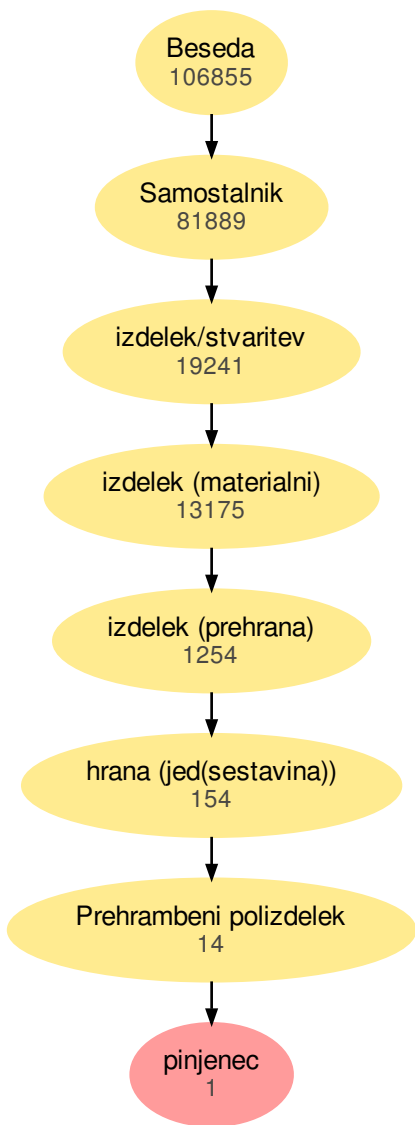 Beseda
106855
Samostalnik
81889
izdelek/stvaritev
19241
izdelek (materialni)
13175
izdelek (prehrana)
1254
hrana (jed(sestavina))
154
Prehrambeni polizdelek
14
pinjenec
1